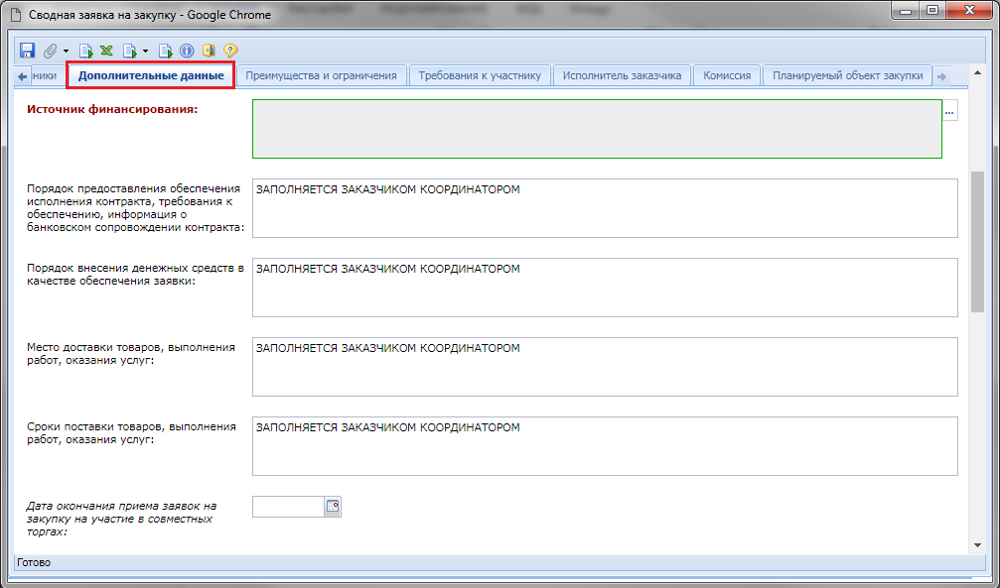 Сводная заявка на закупку - Google Chrome
ники Дополнительные данные Преимущества и ограничения Требования к участнику Исполнитель заказчика Комиссия Планируемый объект закупки
Источник финансирования:
...
Порядок предоставления обеспечения
исполнения контракта, требования к
обеспечению, информация о
банковском сопровождении контракта:
ЗАПОЛНЯЕТСЯ ЗАКАЗЧИКОМ КООРДИНАТОРОМ
Порядок внесения денежных средств в
качестве обеспечения заявки:
ЗАПОЛНЯЕТСЯ ЗАКАЗЧИКОМ КООРДИНАТОРОМ
Место доставки товаров, выполнения
работ, оказания услуг:
ЗАПОЛНЯЕТСЯ ЗАКАЗЧИКОМ КООРДИНАТОРОМ
Сроки поставки товаров, выполнения
работ, оказания услуг:
ЗАПОЛНЯЕТСЯ ЗАКАЗЧИКОМ КООРДИНАТОРОМ
Дата окончания приема заявок на
закупку на участие в совместных
торгах:
Готово